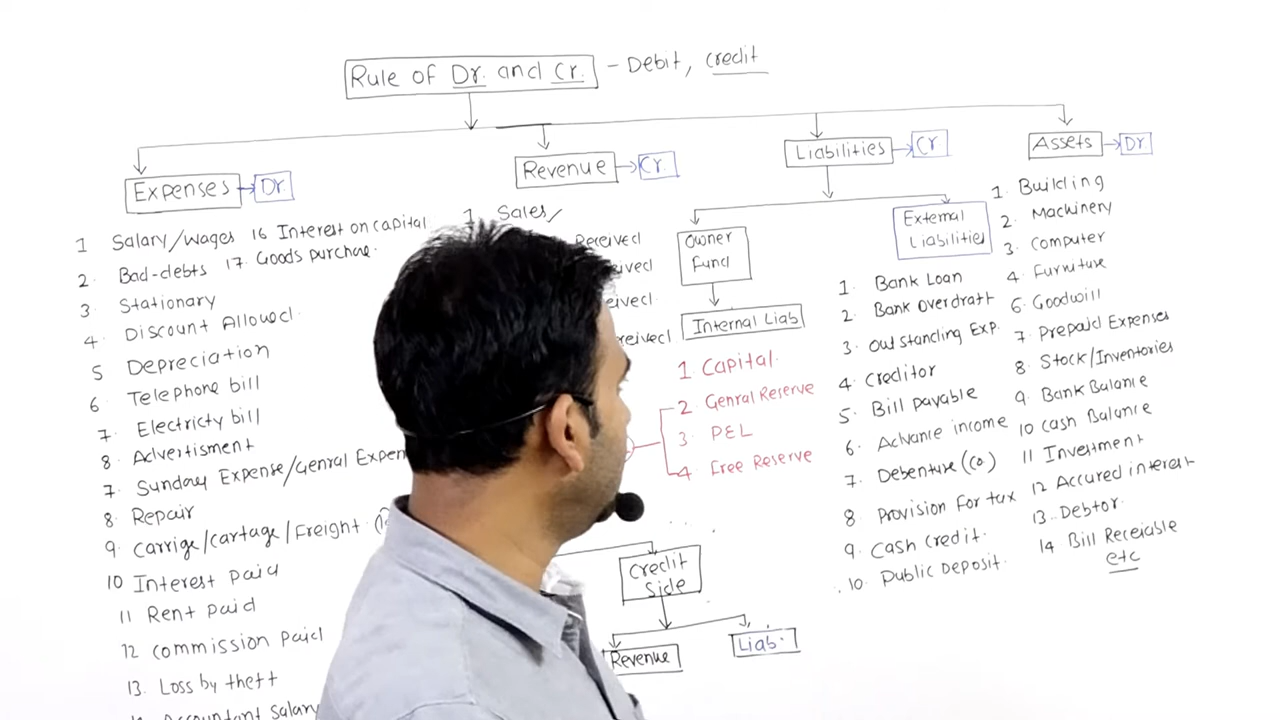 Rule of Dr. and Cr. – Debit, credit
Expenses → Dr.
1 Salary/wages
2. Bad-debts
3 Stationary
4. Discount Allowed.
5 Depreciation
6 Telephone bill
7. Electricty bill
8. Advertisment
7. Sunday Expense/Genral Expen
8. Repair
9. Carrige/cartage/Freight.
10 Interest paid
11 Rent paid
12 Commission paid
13. Loss by theft
Accountant Salary
16 Interest on capital
17. Goods purchase.
Revenue → Cr.
1. Sales/
Received
ceived
ceived.
ceived
Liabilities → Cr
Owner
Fund
Internal Liab
1 Capital.
2. Genral Reserve
3. P&L
4. Free Reserve
External
Liabilities
1. Bank Loan
2. Bank overdraft
3. Outstanding Exp.
4. Creditor
5. Bill payable
6. Advance income
7. Debenture (co)
8 Provision for tax
9. Cash credit.
10. Public Deposit.
Assets → Dr
1. Building
2. Machinery
3. Computer
4. Furniture
6. Goodwill
7 Prepaid Expenses
8. Stock/Inventories
9. Bank Balance
10 Cash Balance
11 Investment
12 Accured interest
13. Debtor.
14 Bill Receiable
etc
Credit
Side
Revenue
Liab.